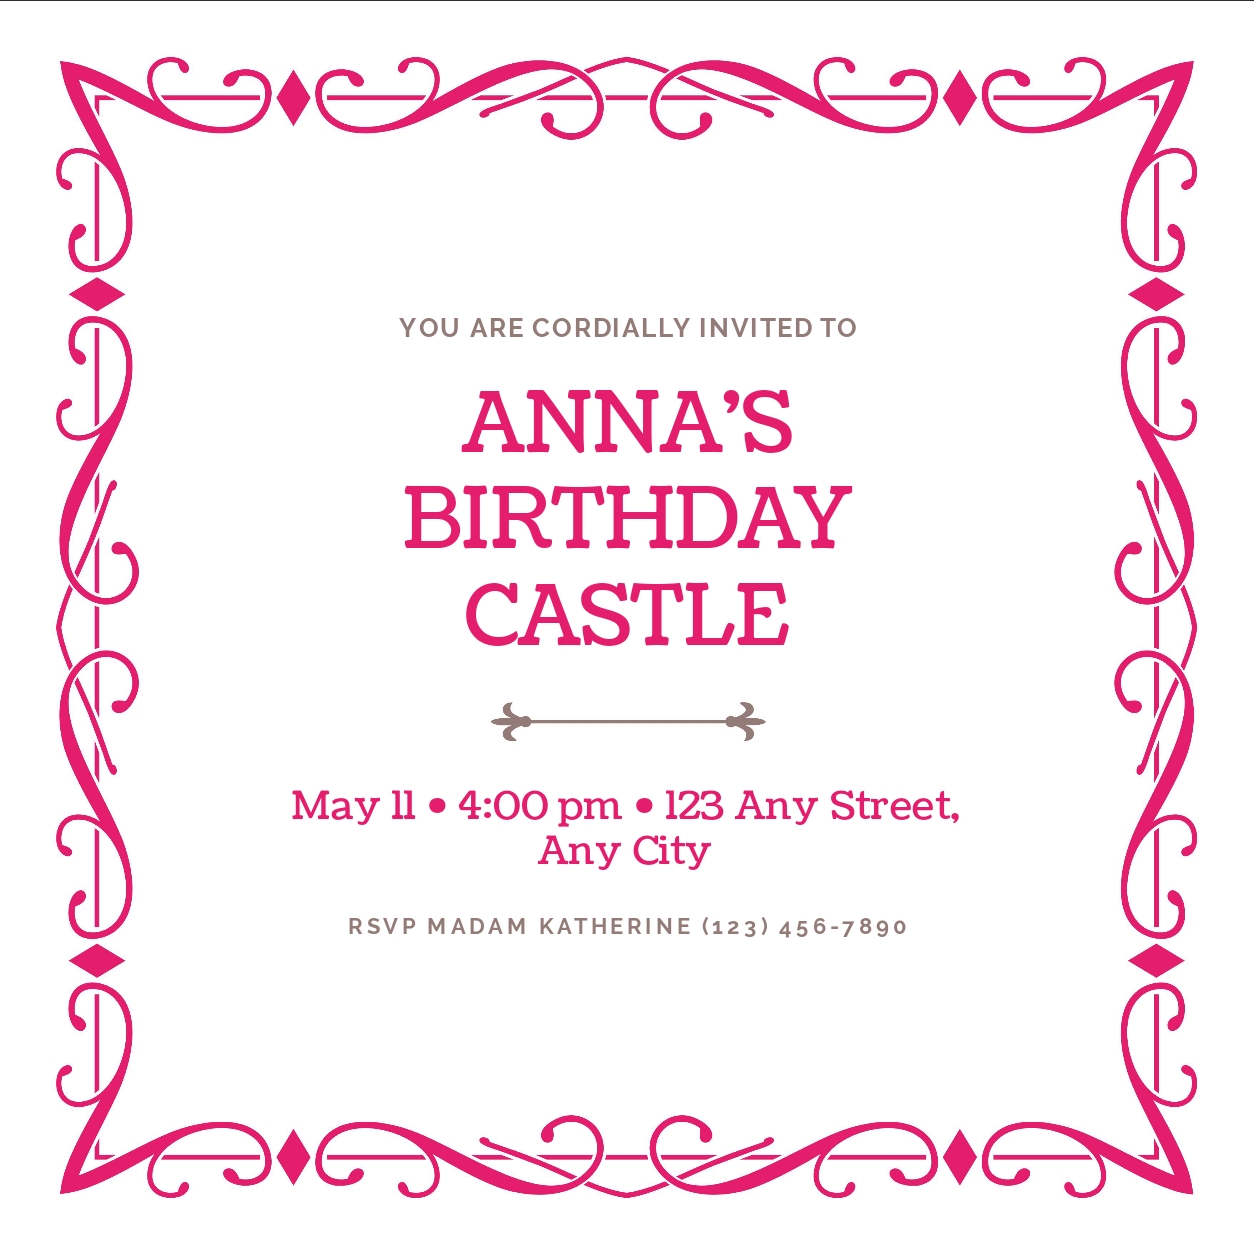 YOU ARE CORDIALLY INVITED TO
ANNA’S
BIRTHDAY
CASTLE
May 11 • 4:00 pm • 123 Any Street,
Any City
RSVP MADAM KATHERINE (123) 456-7890